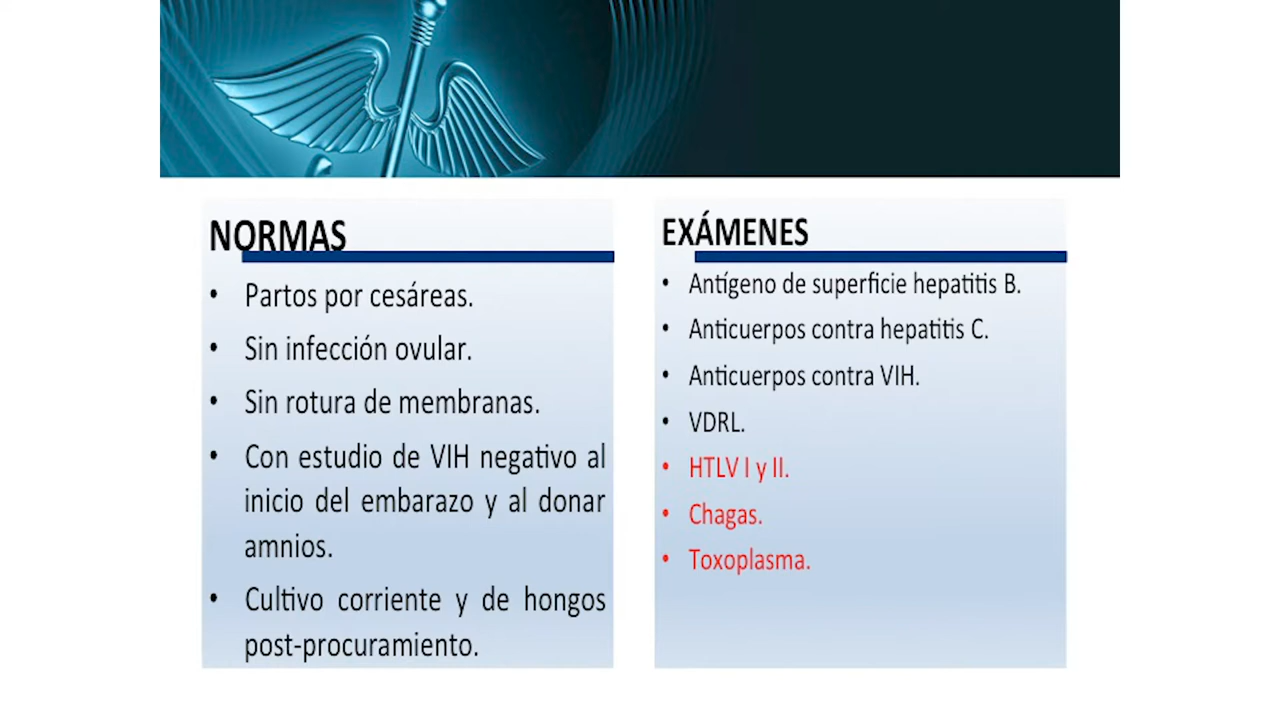 NORMAS
• Partos por cesáreas.
• Sin infección ovular.
• Sin rotura de membranas.
• Con estudio de VIH negativo al
inicio del embarazo y al donar
amnios.
• Cultivo corriente y de hongos
post-procuramiento.
EXÁMENES
• Antígeno de superficie hepatitis B.
• Anticuerpos contra hepatitis C.
• Anticuerpos contra VIH.
• VDRL.
• HTLV I y II.
• Chagas.
• Toxoplasma.